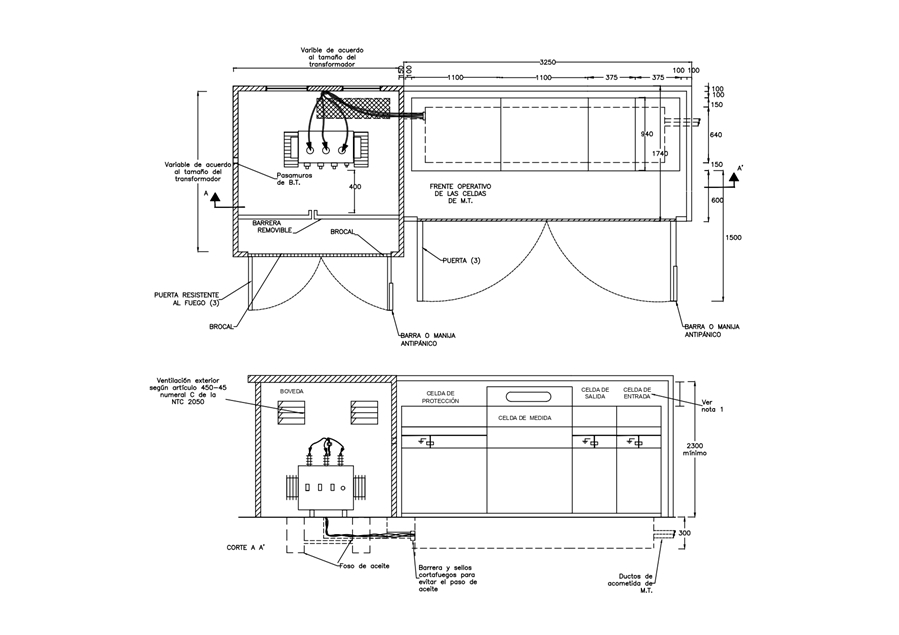 Varible de acuerdo
al tamaño del
transformador
3250
150
100
1100
1100
375
375
100 100
100
100
150
940
640
1740
150
Variable de acuerdo
al tamaño del
transformador
Pasamuros
de B.T.
400
FRENTE OPERATIVO
DE LAS CELDAS
DE M.T.
A
A'
600
BARRERA
REMOVIBLE
BROCAL
1500
PUERTA (3)
PUERTA RESISTENTE
AL FUEGO (3)
BROCAL
BARRA O MANIJA
ANTIPÁNICO
BARRA O MANIJA
ANTIPÁNICO
Ventilación exterior
según artículo 450-45
numeral C de la
NTC 2050
BOVEDA
CELDA DE
PROTECCIÓN
CELDA DE MEDIDA
CELDA DE
SALIDA
CELDA DE
ENTRADA
Ver
nota 1
2300
mínimo
300
CORTE A A'
Foso de aceite
Barrera y sellos
cortafuegos para
evitar el paso de
aceite
Ductos de
acometida de
M.T.